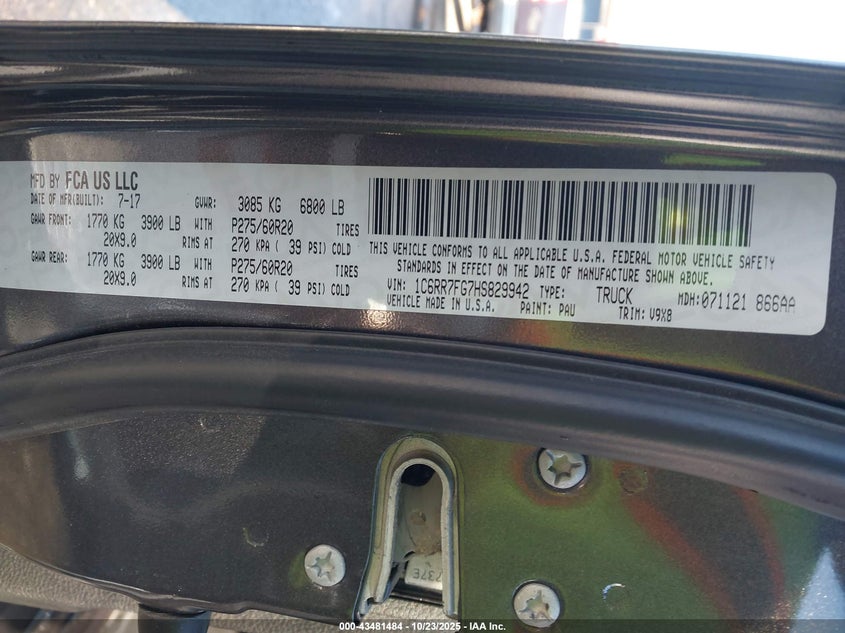 MFD BY FCA US LLC
DATE OF MFR(BUILT): 7-17 GVWR: 3085 KG 6800 LB
GAWR FRONT: 1770 KG 3900 LB WITH P275/60R20 TIRES
20X9.0 RIMS AT 270 KPA ( 39 PSI) COLD
GAWR REAR: 1770 KG 3900 LB WITH P275/60R20 TIRES
20X9.0 RIMS AT 270 KPA ( 39 PSI) COLD
THIS VEHICLE CONFORMS TO ALL APPLICABLE U.S.A. FEDERAL MOTOR VEHICLE SAFETY
STANDARDS IN EFFECT ON THE DATE OF MANUFACTURE SHOWN ABOVE.
VIN: 1C6RR7FG7HS829942 TYPE: TRUCK MDH:071121 866AA
VEHICLE MADE IN U.S.A. PAINT: PAU TRIM: V9X8
000-43481484 - 10/23/2025 - IAA Inc.